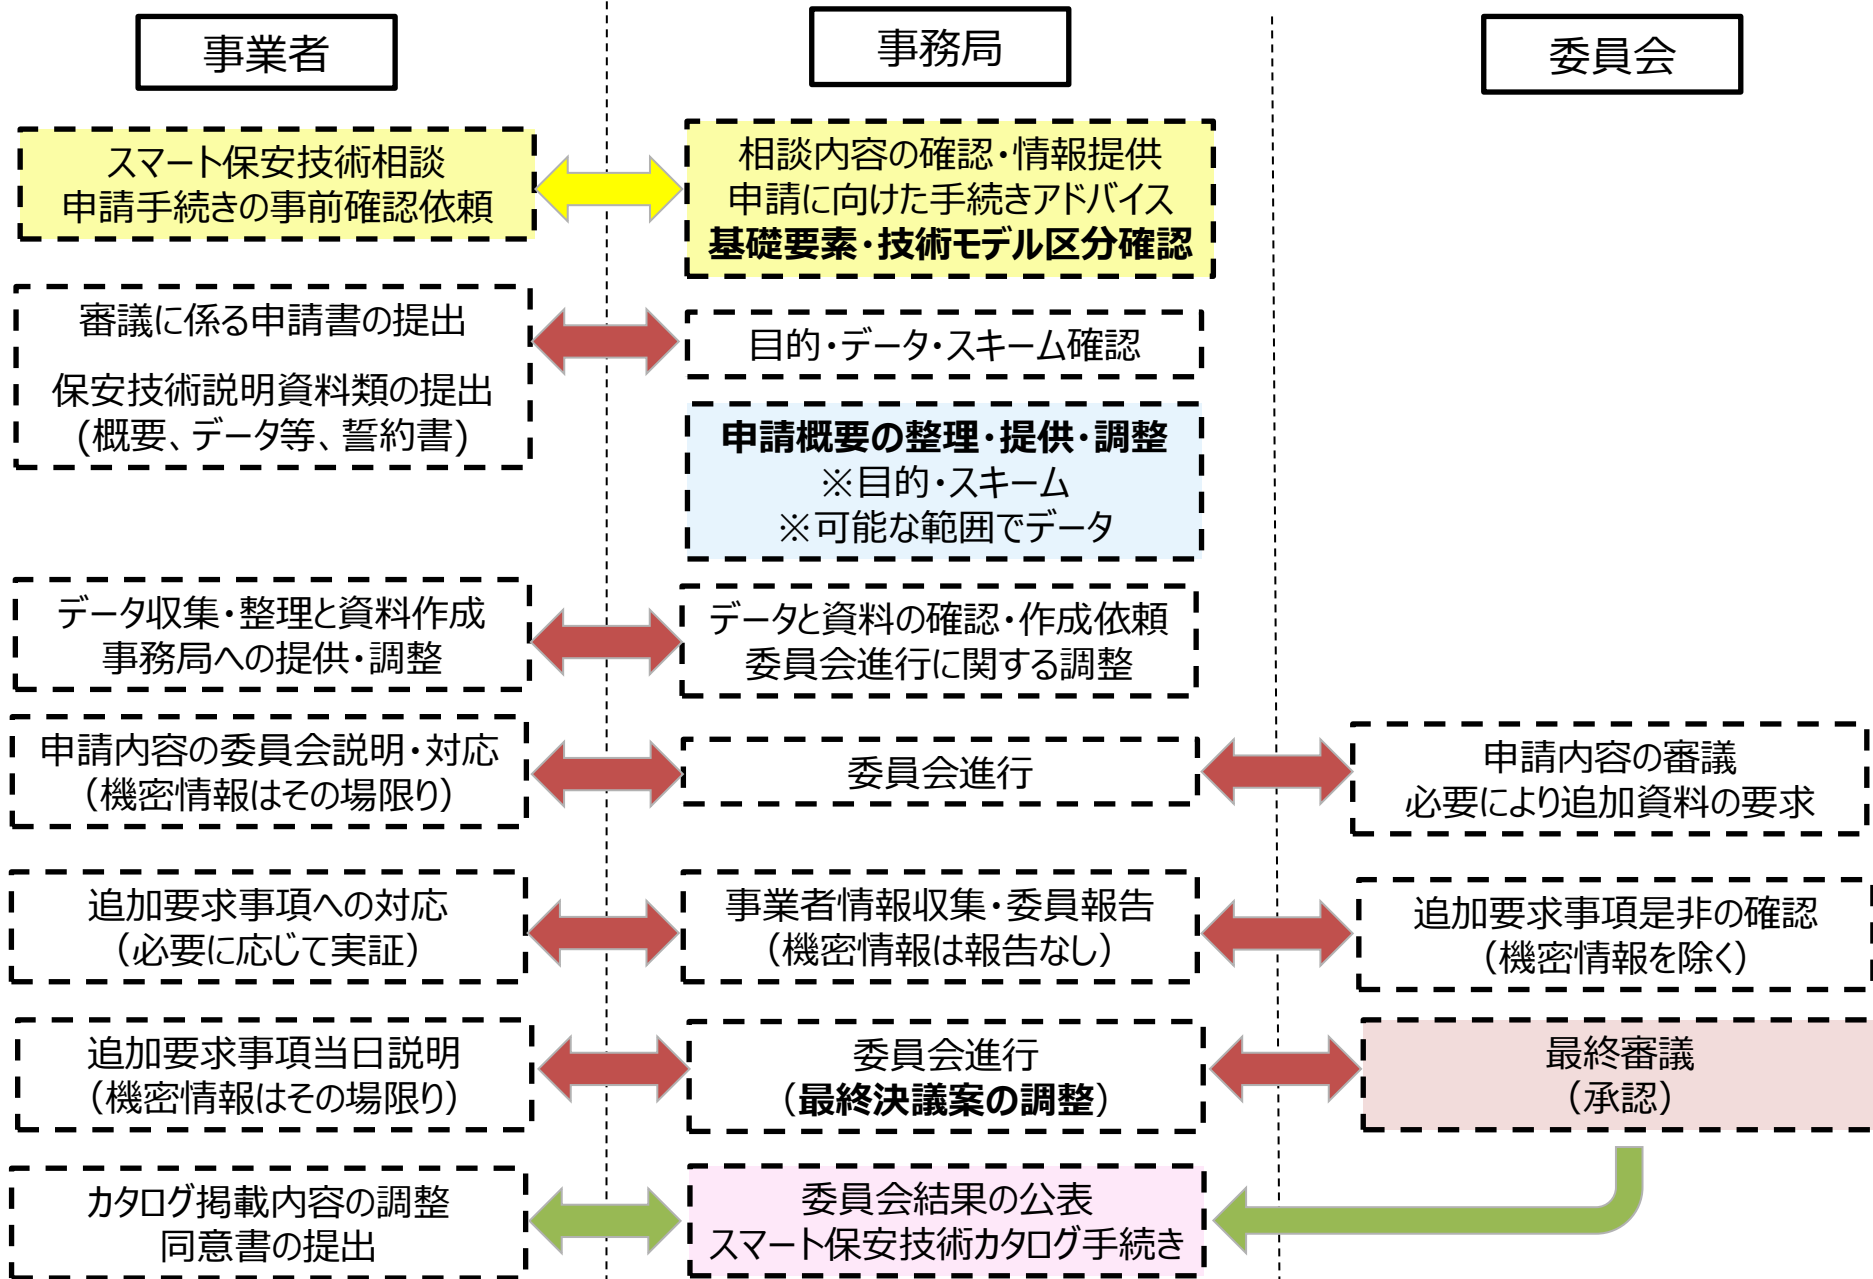 事業者
事務局
委員会
スマート保安技術相談
申請手続きの事前確認依頼
相談内容の確認・情報提供
申請に向けた手続きアドバイス
基礎要素・技術モデル区分確認
審議に係る申請書の提出
保安技術説明資料類の提出
(概要、データ等、誓約書)
目的・データ・スキーム確認
申請概要の整理・提供・調整
※目的・スキーム
※可能な範囲でデータ
データ収集・整理と資料作成
事務局への提供・調整
データと資料の確認・作成依頼
委員会進行に関する調整
申請内容の委員会説明・対応
（機密情報はその場限り）
委員会進行
申請内容の審議
必要により追加資料の要求
追加要求事項への対応
（必要に応じて実証）
事業者情報収集・委員報告
（機密情報は報告なし）
追加要求事項是非の確認
（機密情報を除く）
追加要求事項当日説明
（機密情報はその場限り）
委員会進行
（最終決議案の調整）
最終審議
（承認）
カタログ掲載内容の調整
同意書の提出
委員会結果の公表
スマート保安技術カタログ手続き